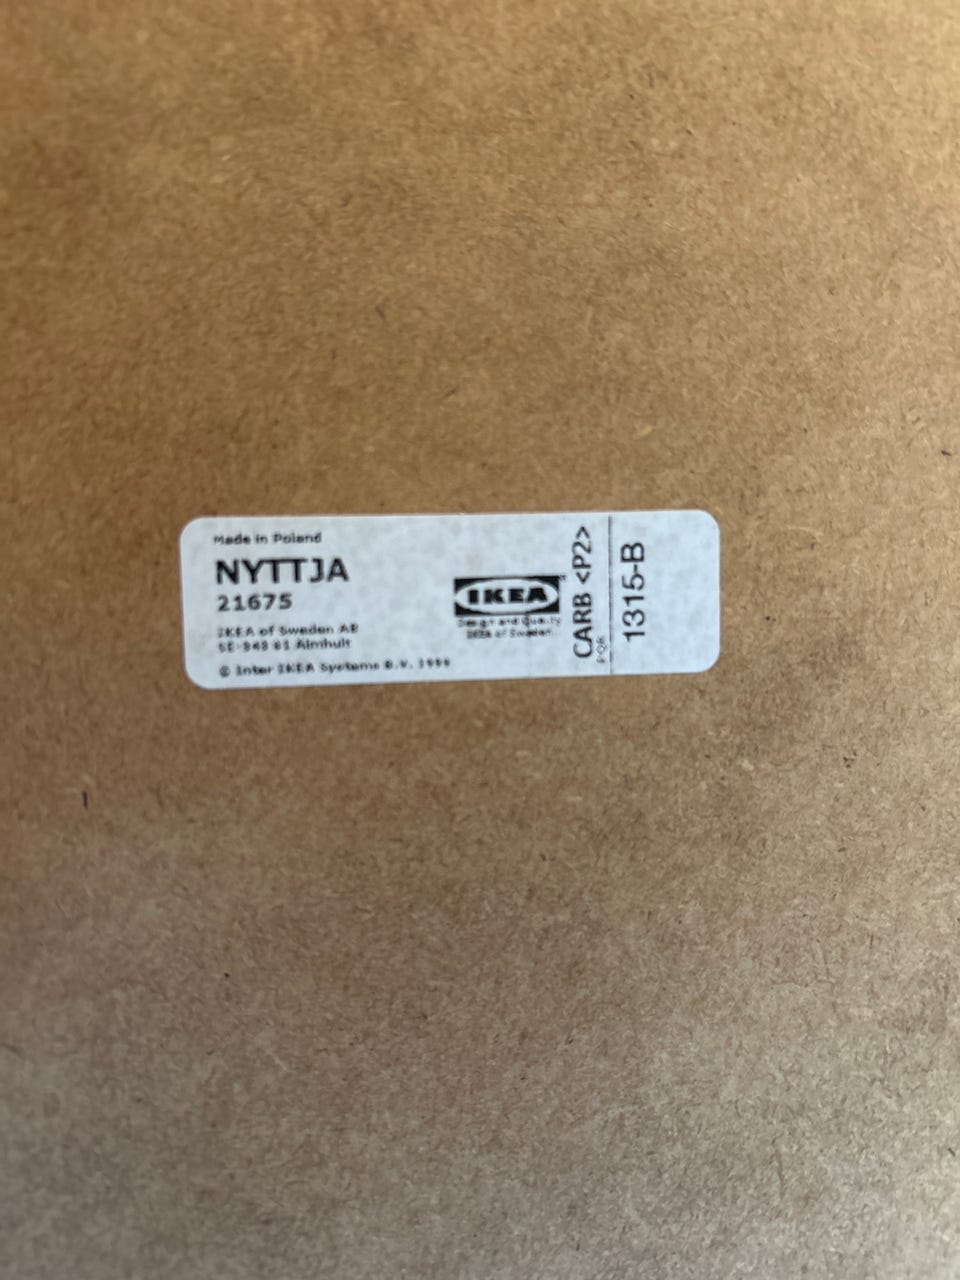 Made in Poland
NYTTJA
21675
IKEA of Sweden AB
SE-343 81 Älmhult
© Inter IKEA Systems B.V. 1999
IKEA®
Design and Quality
IKEA of Sweden
CARB <P2>
1315-B